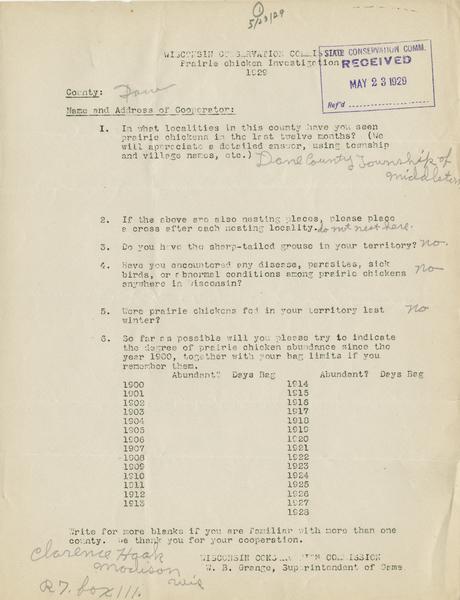 1
5/23/29
WISCONSIN CONSERVATION COMMIS
Prairie chicken Investigation
1929
STATE CONSERVATION COMM.
RECEIVED
MAY 23 1929
Ref'd
County: Dane
Name and Address of Cooperator:
1. In what localities in this county have you seen
prairie chickens in the last twelve months? (We
will appreciate a detailed answer, using township
and village names, etc.) Dane County Township of
Middleton
2. If the above are also nesting places, please place
a cross after each nesting locality. do not nest here.
3. Do you have the sharp-tailed grouse in your territory? No.
4. Have you encountered any disease, parasites, sick
birds, or abnormal conditions among prairie chickens
anywhere in Wisconsin? No
5. Were prairie chickens fed in your territory last
winter? No
6. So far as possible will you please try to indicate
the degree of prairie chicken abundance since the
year 1900, together with your bag limits if you
remember them.
Abundant? Days Bag Abundant? Days Bag
1900 1914
1901 1915
1902 1916
1903 1917
1904 1918
1905 1919
1906 1920
1907 1921
1908 1922
1909 1923
1910 1924
1911 1925
1912 1926
1913 1927
1928
Write for more blanks if you are familiar with more than one
county. We thank you for your cooperation.
Clarence Haak
Madison
Wis
R7. box 111.
WISCONSIN CONSERVATION COMMISSION
W. B. Grange, Superintendent of Game